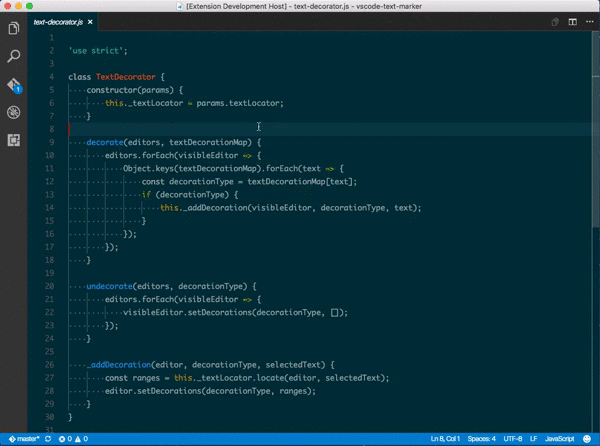 [Extension Development Host] - text-decorator.js - vscode-text-marker
text-decorator.js
1
2 'use strict';
3
4 class TextDecorator {
5 ····constructor(params) {
6 ········this._textLocator = params.textLocator;
7 ····}
8
9 ····decorate(editors, textDecorationMap) {
10 ········editors.forEach(visibleEditor => {
11 ············Object.keys(textDecorationMap).forEach(text => {
12 ················const decorationType = textDecorationMap[text];
13 ················if (decorationType) {
14 ····················this._addDecoration(visibleEditor, decorationType, text);
15 ················}
16 ············});
17 ········});
18 ····}
19
20 ····undecorate(editors, decorationType) {
21 ········editors.forEach(visibleEditor => {
22 ············visibleEditor.setDecorations(decorationType, []);
23 ········});
24 ····}
25
26 ····_addDecoration(editor, decorationType, selectedText) {
27 ········const ranges = this._textLocator.locate(editor, selectedText);
28 ········editor.setDecorations(decorationType, ranges);
29 ····}
30 }
31
1
master* 0 0 Ln 8, Col 1 Spaces: 4 UTF-8 LF JavaScript